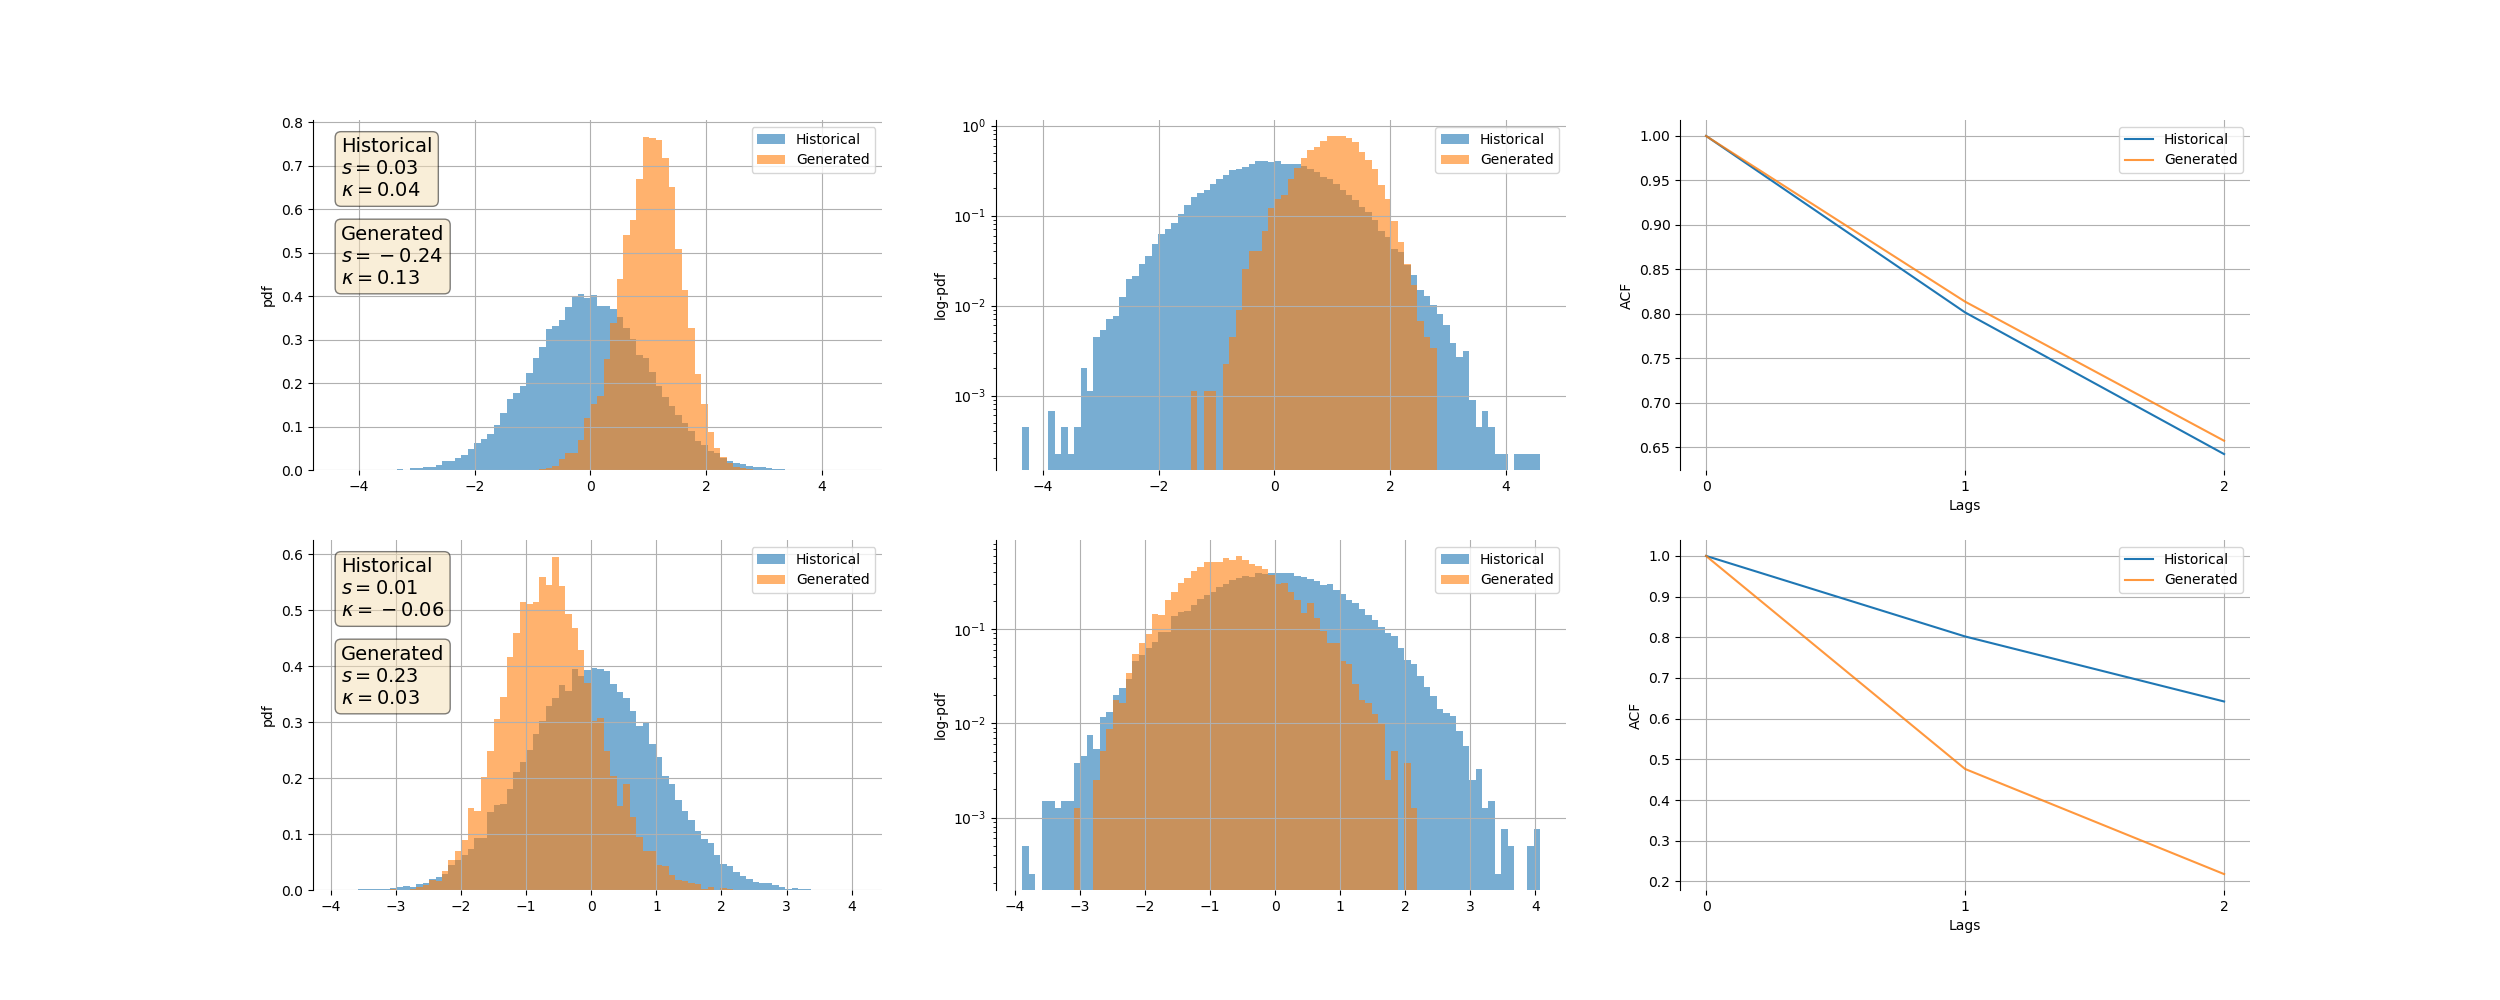 0.8
0.7
0.6
0.5
0.4
0.3
0.2
0.1
0.0
pdf
−4
−2
0
2
4
Historical
s = 0.03
κ = 0.04
Generated
s = −0.24
κ = 0.13
Historical
Generated
10⁰
10⁻¹
10⁻²
10⁻³
log-pdf
−4
−2
0
2
4
Historical
Generated
1.00
0.95
0.90
0.85
0.80
0.75
0.70
0.65
ACF
0
1
2
Lags
Historical
Generated
0.6
0.5
0.4
0.3
0.2
0.1
0.0
pdf
−4
−3
−2
−1
0
1
2
3
4
Historical
s = 0.01
κ = −0.06
Generated
s = 0.23
κ = 0.03
Historical
Generated
10⁻¹
10⁻²
10⁻³
log-pdf
−4
−3
−2
−1
0
1
2
3
4
Historical
Generated
1.0
0.9
0.8
0.7
0.6
0.5
0.4
0.3
0.2
ACF
0
1
2
Lags
Historical
Generated